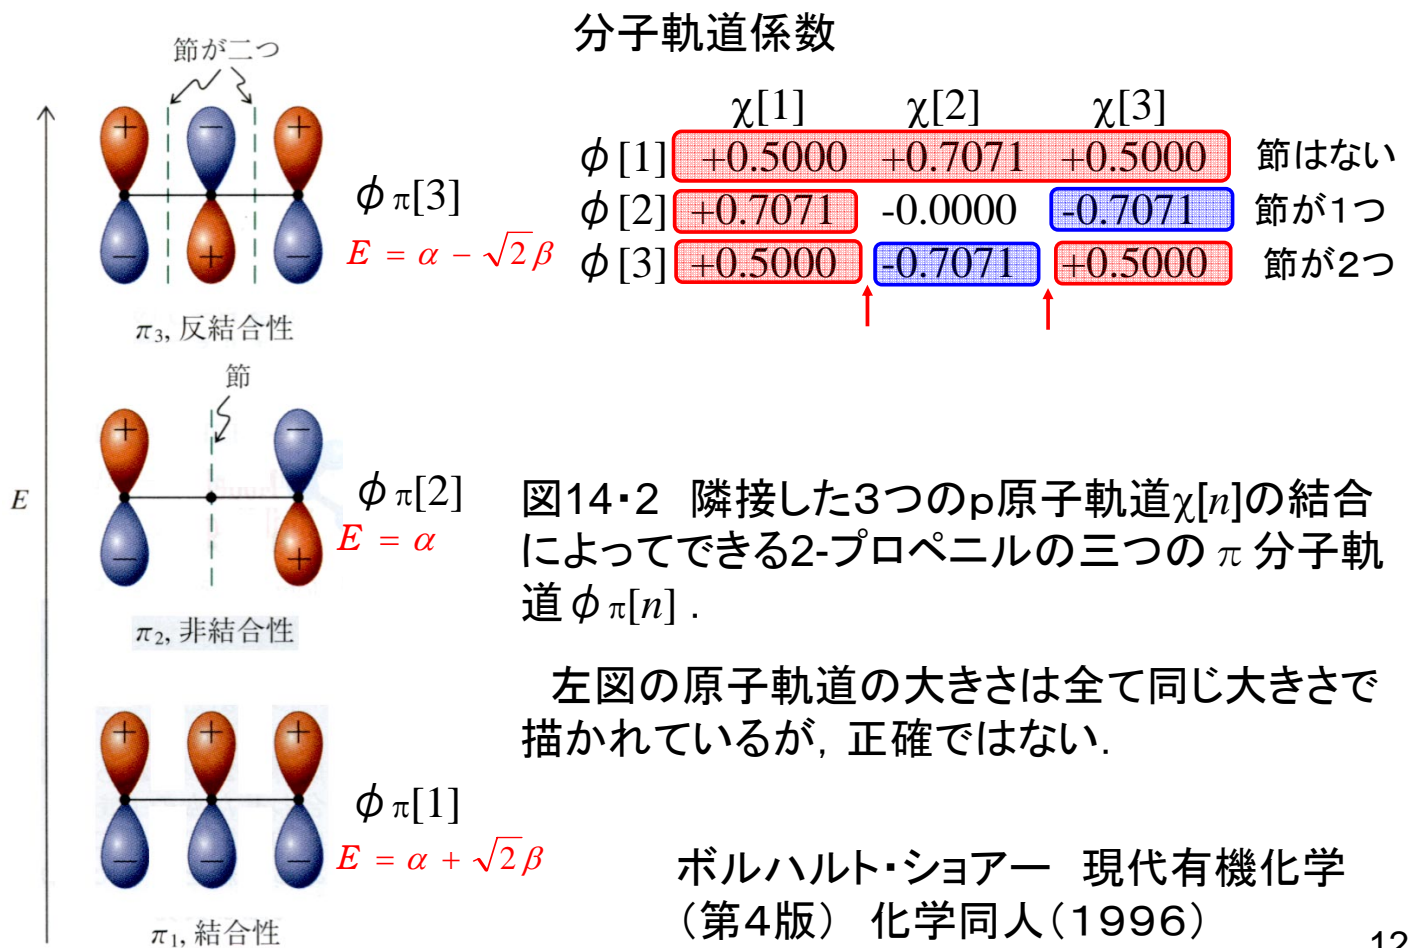 分子軌道係数
節が二つ
χ[1] χ[2] χ[3]
φ[1] +0.5000 +0.7071 +0.5000 節はない
φ[2] +0.7071 -0.0000 -0.7071 節が1つ
φ[3] +0.5000 -0.7071 +0.5000 節が2つ
+ − +
− + −
φπ[3]
E = α − √2β
π3, 反結合性
節
+ −
− +
E
φπ[2]
E = α
π2, 非結合性
図14・2 隣接した3つのp原子軌道χ[n]の結合
によってできる2-プロペニルの三つのπ分子軌
道φπ[n] .
左図の原子軌道の大きさは全て同じ大きさで
描かれているが, 正確ではない.
+ + +
− − −
φπ[1]
E = α + √2β
π1, 結合性
ボルハルト・ショアー 現代有機化学
（第4版） 化学同人（1996）
12